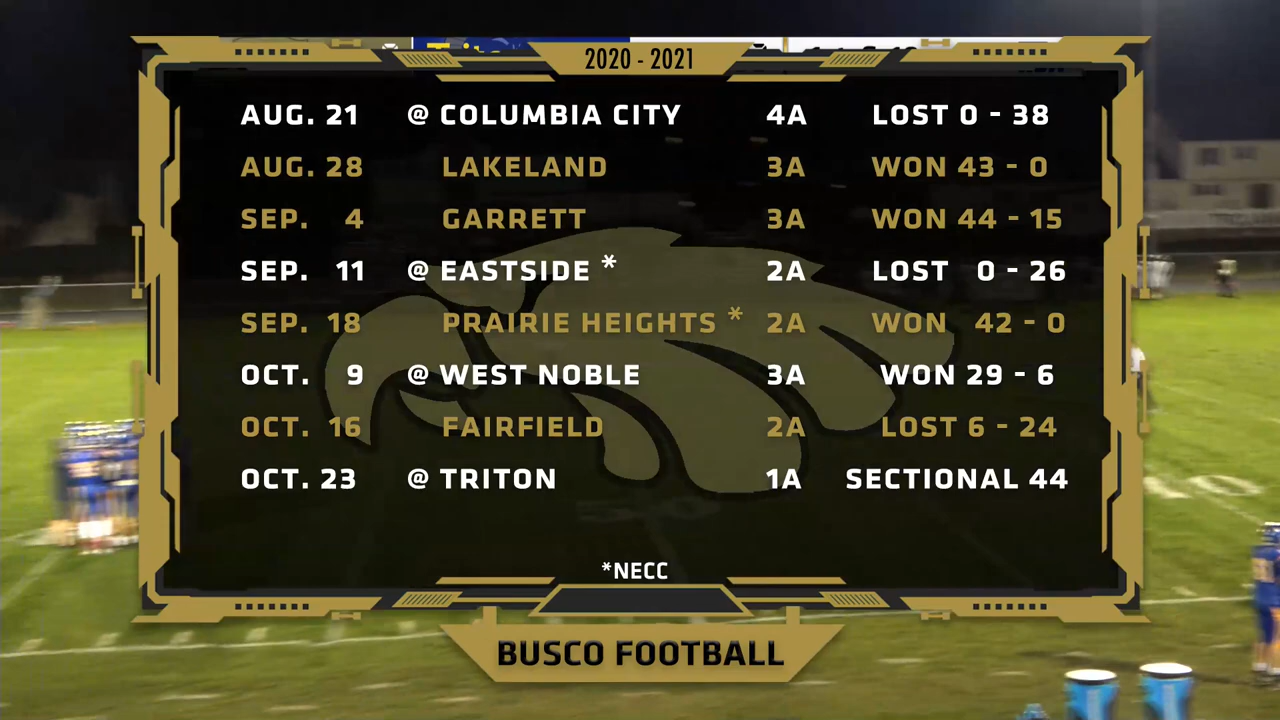 2020 - 2021
AUG. 21 @ COLUMBIA CITY 4A LOST 0 - 38
AUG. 28 LAKELAND 3A WON 43 - 0
SEP. 4 GARRETT 3A WON 44 - 15
SEP. 11 @ EASTSIDE * 2A LOST 0 - 26
SEP. 18 PRAIRIE HEIGHTS * 2A WON 42 - 0
OCT. 9 @ WEST NOBLE 3A WON 29 - 6
OCT. 16 FAIRFIELD 2A LOST 6 - 24
OCT. 23 @ TRITON 1A SECTIONAL 44
*NECC
BUSCO FOOTBALL